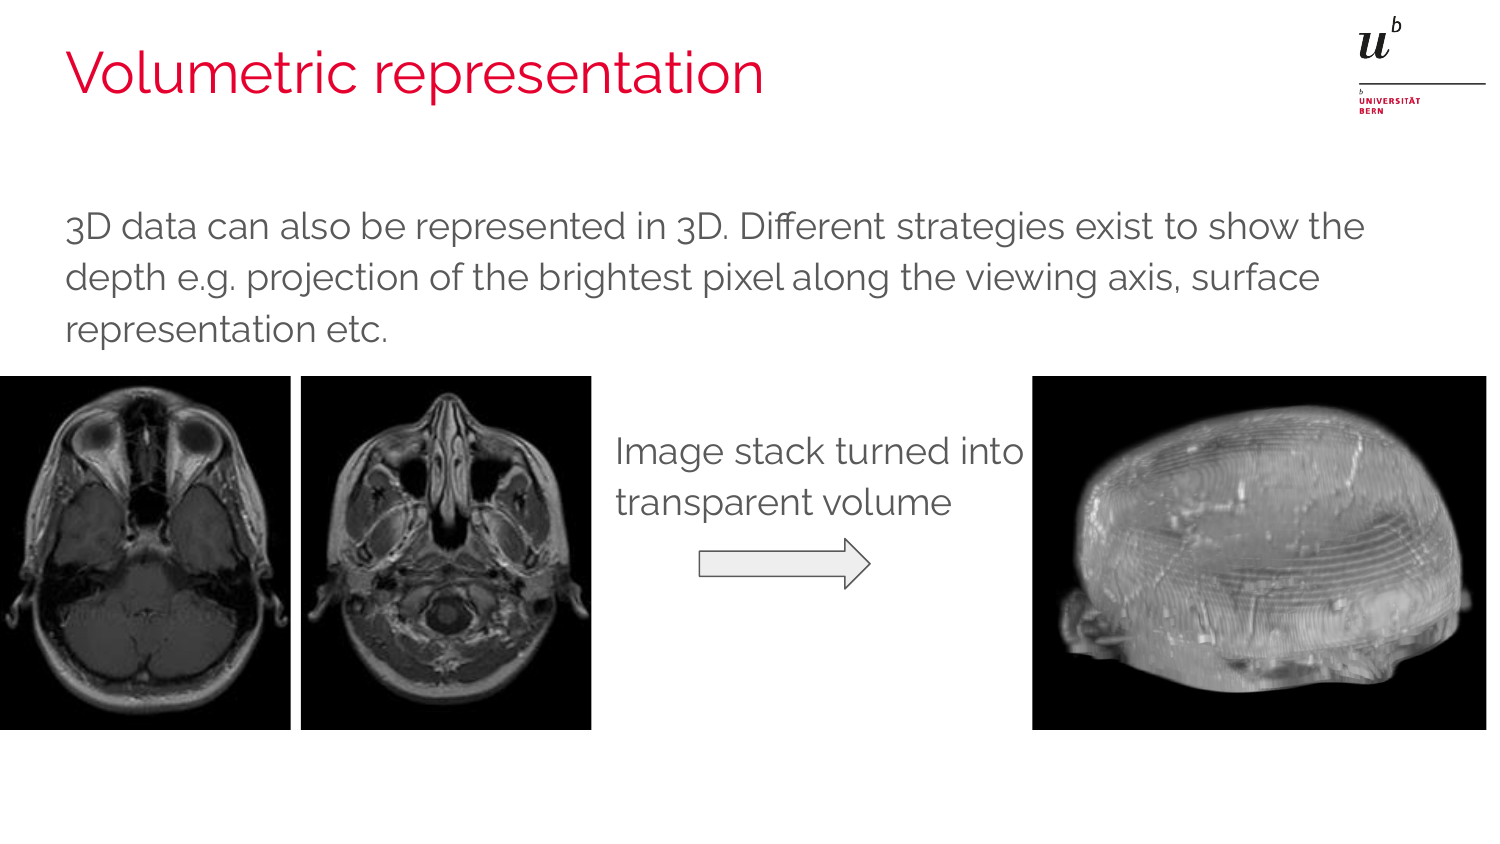 Volumetric representation
u
b
b
UNIVERSITÄT
BERN
3D data can also be represented in 3D. Different strategies exist to show the
depth e.g. projection of the brightest pixel along the viewing axis, surface
representation etc.
Image stack turned into
transparent volume